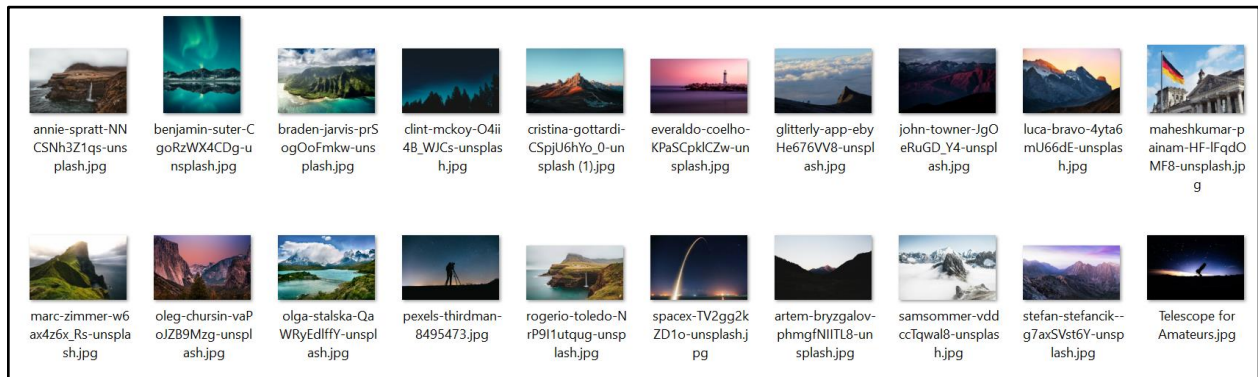 annie-spratt-NN
CSNh3Z1qs-uns
plash.jpg
benjamin-suter-C
goRzWX4CDg-u
nsplash.jpg
braden-jarvis-prS
ogOoFmkw-uns
plash.jpg
clint-mckoy-O4ii
4B_WJCs-unsplas
h.jpg
cristina-gottardi-
CSpjU6hYo_0-un
splash (1).jpg
everaldo-coelho-
KPaSCpklCZw-un
splash.jpg
glitterly-app-eby
He676VV8-unspl
ash.jpg
john-towner-JgO
eRuGD_Y4-unspl
ash.jpg
luca-bravo-4yta6
mU66dE-unsplas
h.jpg
maheshkumar-p
ainam-HF-lFqdO
MF8-unsplash.jp
g
marc-zimmer-w6
ax4z6x_Rs-unspla
sh.jpg
oleg-chursin-vaP
oJZB9Mzg-unspl
ash.jpg
olga-stalska-Qa
WRyEdlffY-unspl
ash.jpg
pexels-thirdman-
8495473.jpg
rogerio-toledo-N
rP9I1utqug-unsp
lash.jpg
spacex-TV2gg2k
ZD1o-unsplash.j
pg
artem-bryzgalov-
phmgfNIITL8-un
splash.jpg
samsommer-vdd
ccTqwal8-unsplas
h.jpg
stefan-stefancik--
g7axSVst6Y-unsp
lash.jpg
Telescope for
Amateurs.jpg